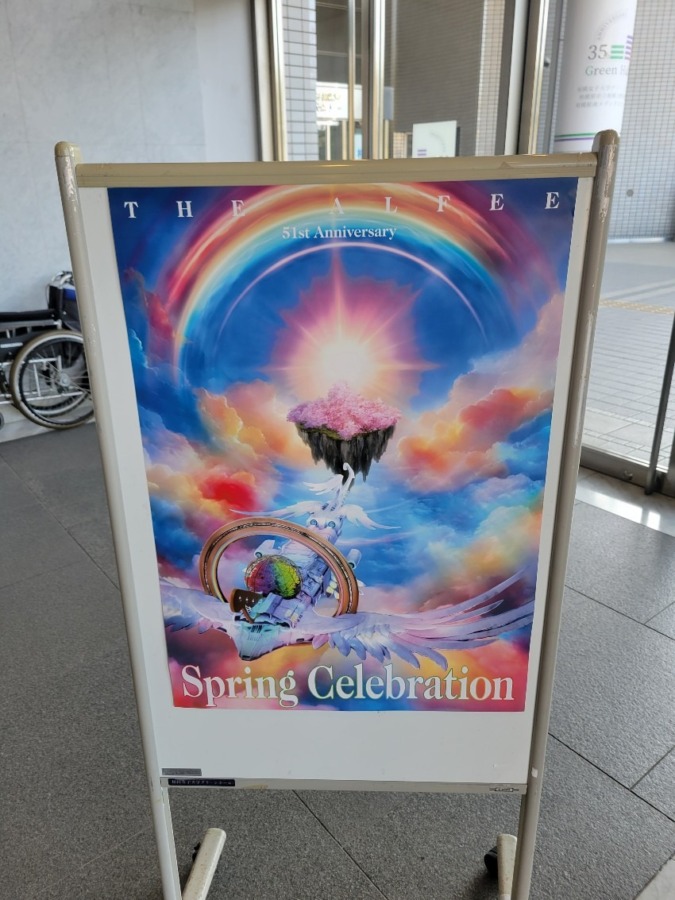 35
Green H
THE ALFEE
51st Anniversary
Spring Celebration